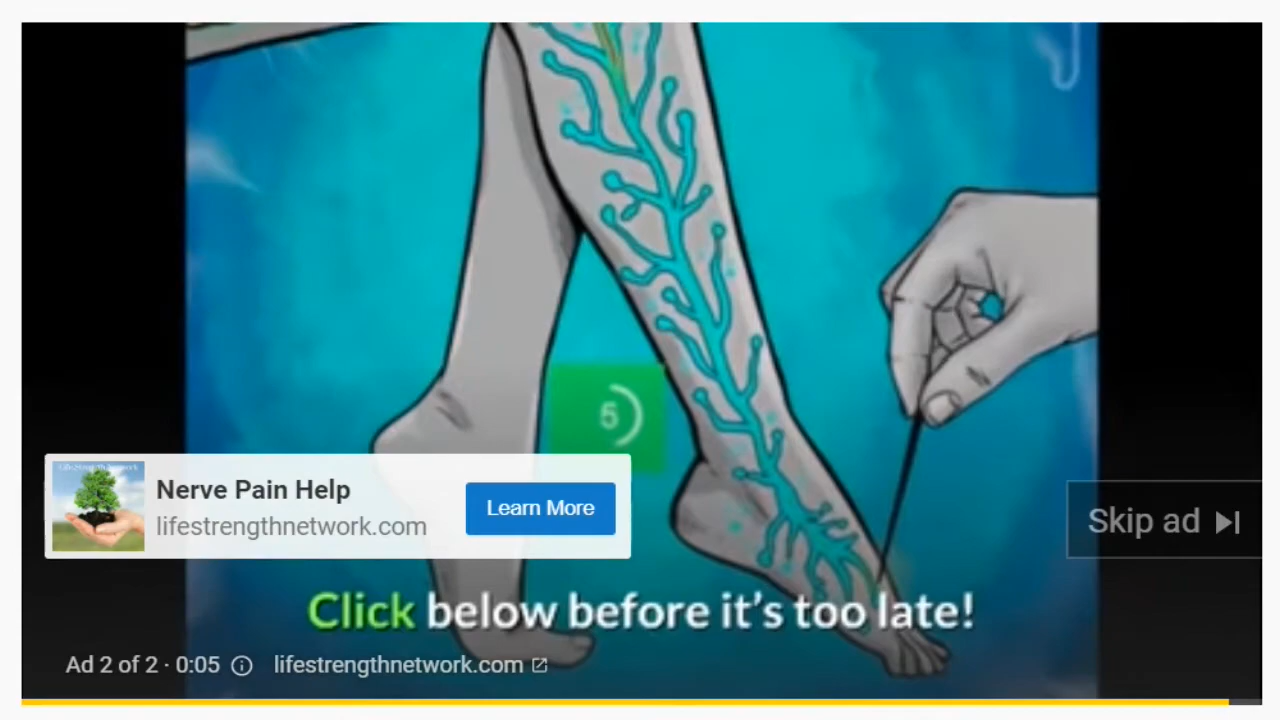 5
Nerve Pain Help
lifestrengthnetwork.com
Learn More
Skip ad
Click below before it's too late!
Ad 2 of 2 · 0:05 lifestrengthnetwork.com